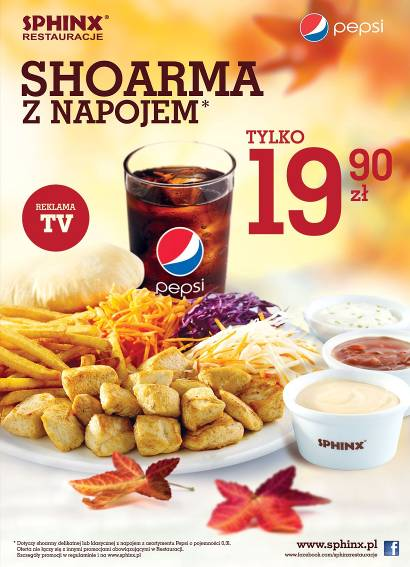 SPHINX®
RESTAURACJE
pepsi
SHOARMA
Z NAPOJEM*
TYLKO
19 90
zł
REKLAMA
TV
pepsi
SPHINX®
* Dotyczy shoarmy delikatnej lub klasycznej z napojem z asortymentu Pepsi o pojemności 0,3l.
Oferta nie łączy się z innymi promocjami obowiązującymi w Restauracji.
Szczegóły promocji w regulaminie i na www.sphinx.pl
www.sphinx.pl
www.facebook.com/sphinxrestauracje
f